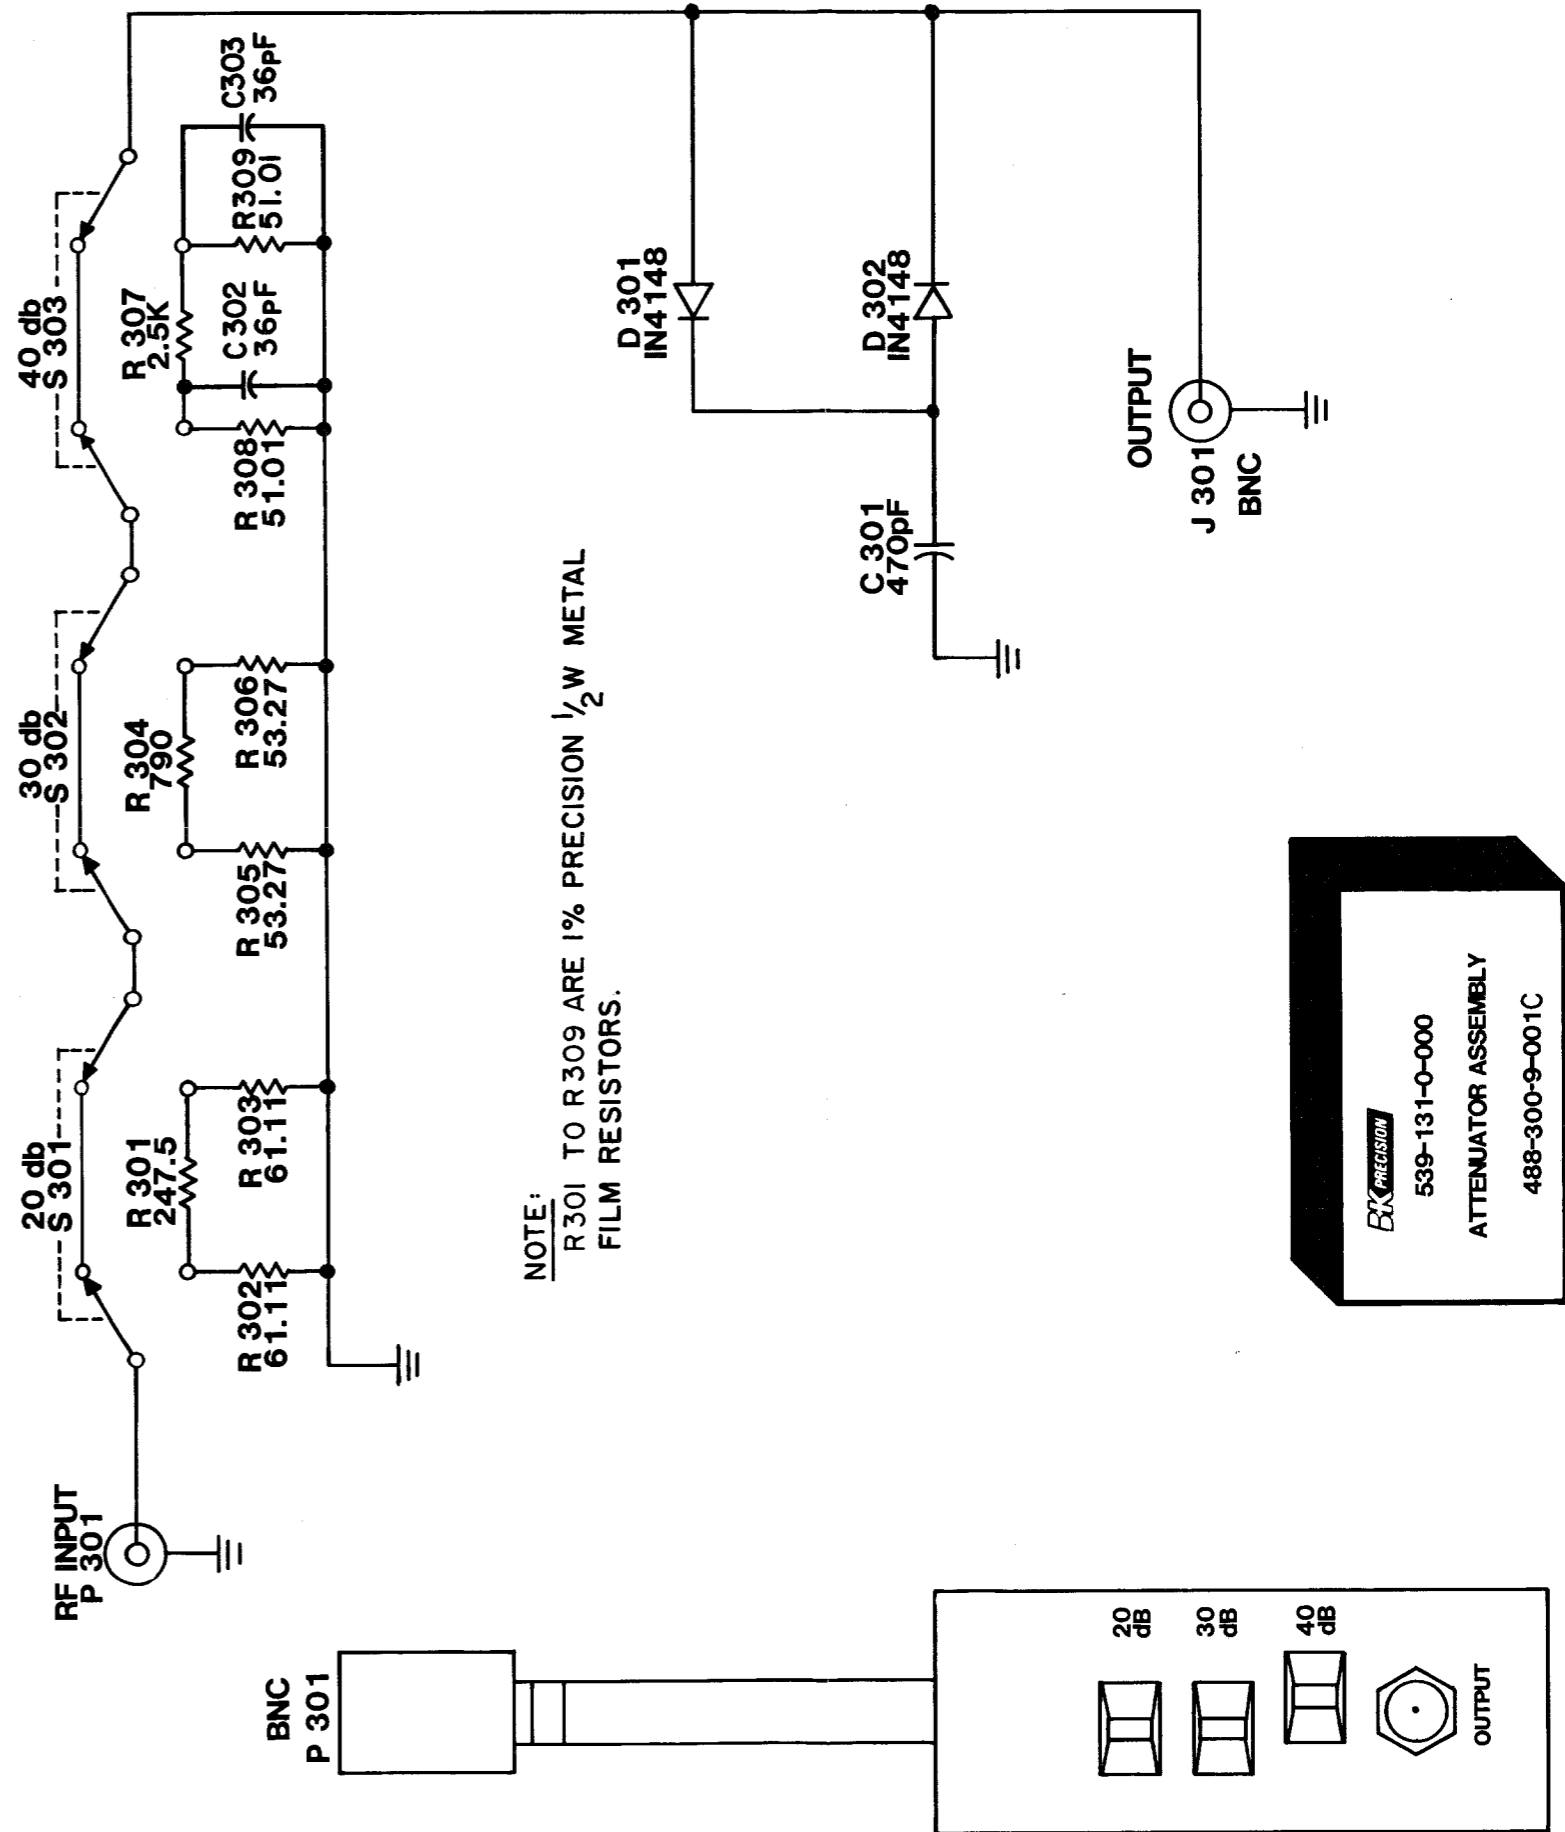 RF INPUT
P 301
20 db
S 301
R 301
247.5
R 302
61.11
R 303
61.11
30 db
S 302
R 304
790
R 305
53.27
R 306
53.27
40 db
S 303
R 307
2.5K
R 308
51.01
C 302
36pF
R309
51.01
C303
36pF
NOTE:
R301 TO R309 ARE 1% PRECISION 1/2 W METAL
FILM RESISTORS.
D 301
IN4148
D 302
IN4148
C 301
470pF
OUTPUT
J 301
BNC
BNC
P 301
20
dB
30
dB
40
dB
OUTPUT
BK PRECISION
539-131-0-000
ATTENUATOR ASSEMBLY
488-300-9-001C